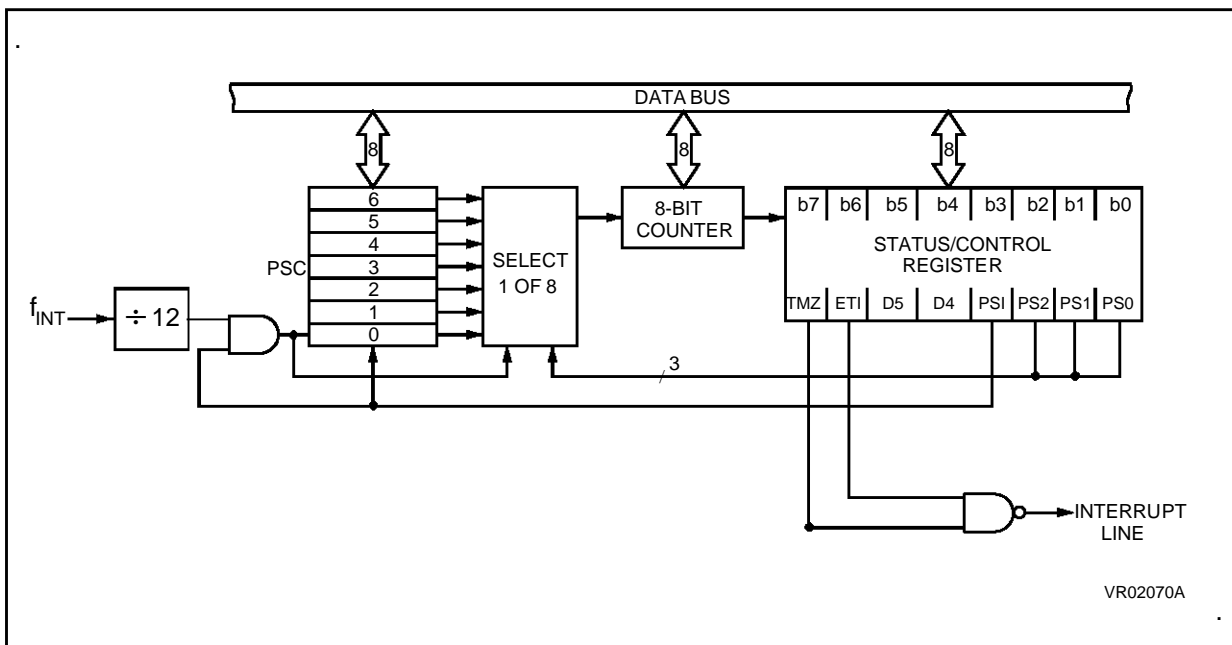 DATA BUS
8
8
8
6
5
4
3
2
1
0
PSC
SELECT
1 OF 8
8-BIT
COUNTER
b7 b6 b5 b4 b3 b2 b1 b0
STATUS/CONTROL
REGISTER
TMZ ETI D5 D4 PSI PS2 PS1 PS0
fINT
÷ 12
3
INTERRUPT
LINE
VR02070A